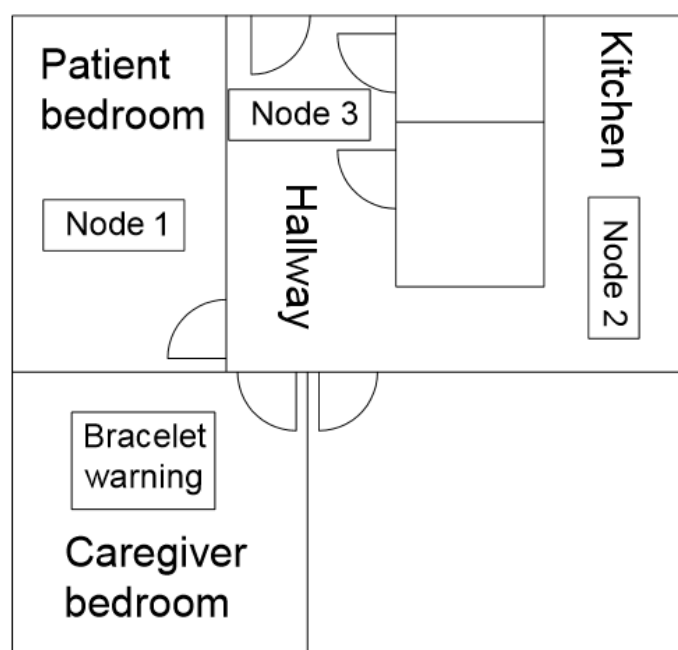 Patient
bedroom
Node 1
Node 3
Hallway
Kitchen
Node 2
Bracelet
warning
Caregiver
bedroom